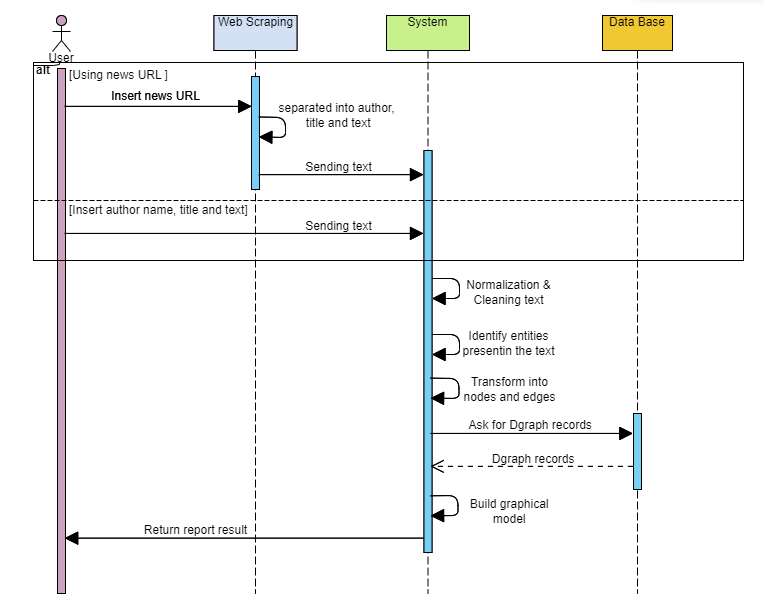 Web Scraping
System
Data Base
User
alt
[Using news URL ]
Insert news URL
separated into author,
title and text
Sending text
[Insert author name, title and text]
Sending text
Normalization &
Cleaning text
Identify entities
presentin the text
Transform into
nodes and edges
Ask for Dgraph records
Dgraph records
Build graphical
model
Return report result